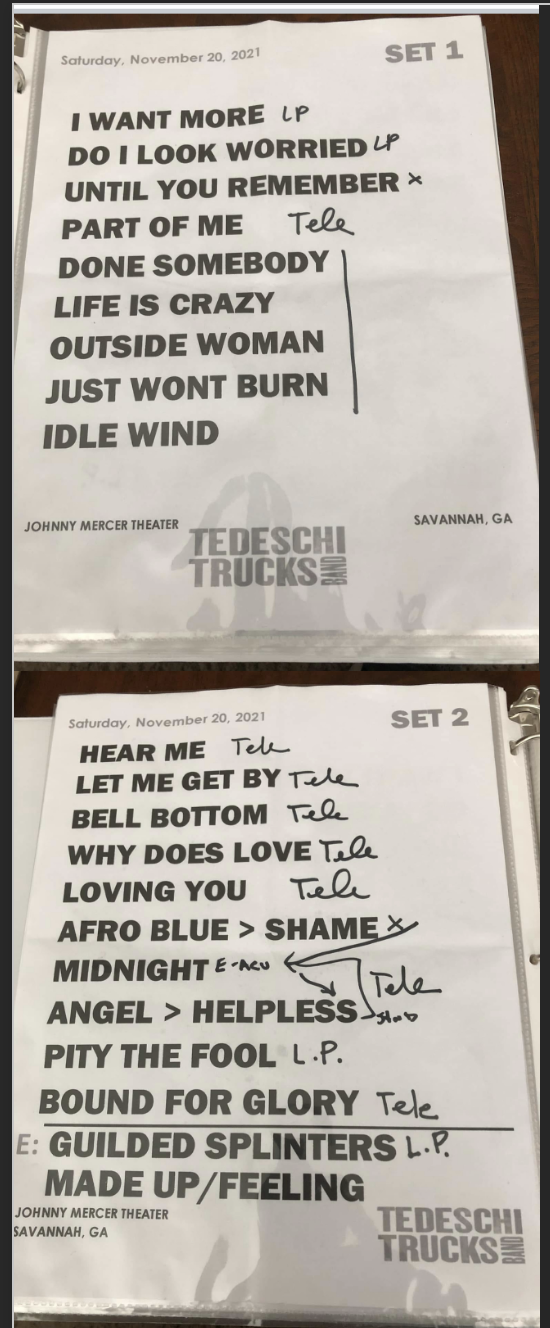 Saturday, November 20, 2021 SET 1
I WANT MORE LP
DO I LOOK WORRIED LP
UNTIL YOU REMEMBER x
PART OF ME Tele
DONE SOMEBODY
LIFE IS CRAZY
OUTSIDE WOMAN
JUST WONT BURN
IDLE WIND
JOHNNY MERCER THEATER SAVANNAH, GA
TEDESCHI
TRUCKS BAND
Saturday, November 20, 2021 SET 2
HEAR ME Tele
LET ME GET BY Tele
BELL BOTTOM Tele
WHY DOES LOVE Tele
LOVING YOU Tele
AFRO BLUE > SHAME X
MIDNIGHT E-ACU
Tele
ANGEL > HELPLESS
PITY THE FOOL L.P.
BOUND FOR GLORY Tele
E: GUILDED SPLINTERS L.P.
MADE UP/FEELING
JOHNNY MERCER THEATER
SAVANNAH, GA
TEDESCHI
TRUCKS BAND